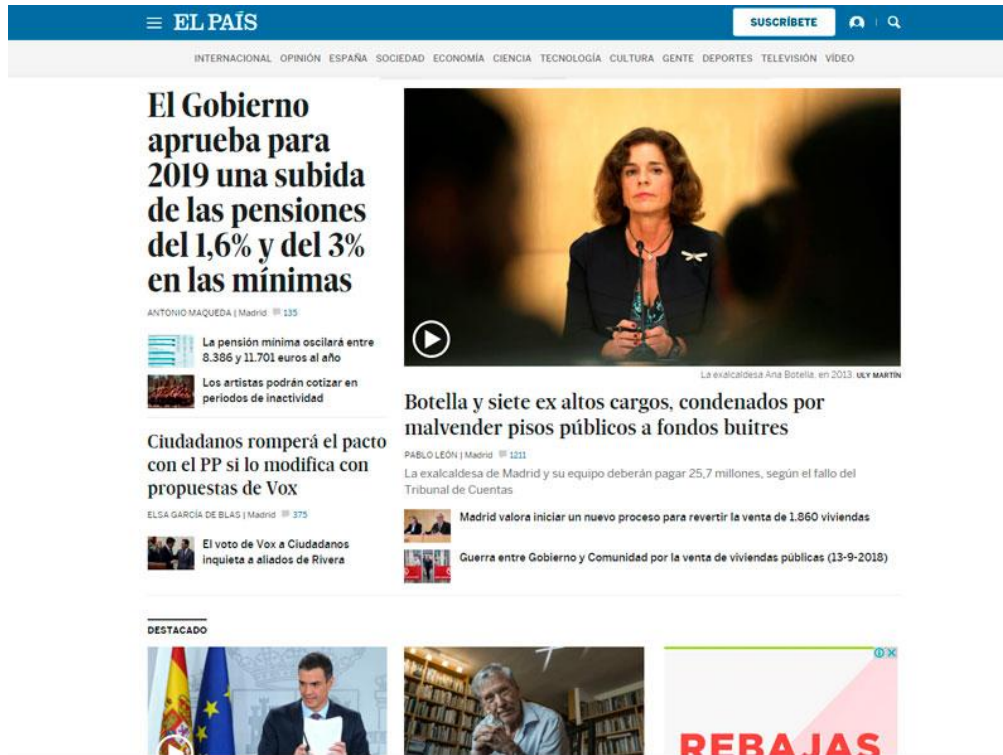 EL PAÍS
SUSCRÍBETE
INTERNACIONAL OPINIÓN ESPAÑA SOCIEDAD ECONOMÍA CIENCIA TECNOLOGÍA CULTURA GENTE DEPORTES TELEVISIÓN VÍDEO
El Gobierno
aprueba para
2019 una subida
de las pensiones
del 1,6% y del 3%
en las mínimas
ANTONIO MAQUEDA | Madrid 135
La pensión mínima oscilará entre
8.386 y 11.701 euros al año
Los artistas podrán cotizar en
periodos de inactividad
Ciudadanos romperá el pacto
con el PP si lo modifica con
propuestas de Vox
ELSA GARCÍA DE BLAS | Madrid 375
El voto de Vox a Ciudadanos
inquieta a aliados de Rivera
La exalcaldesa Ana Botella, en 2013. ULY MARTÍN
Botella y siete ex altos cargos, condenados por
malvender pisos públicos a fondos buitres
PABLO LEÓN | Madrid 1211
La exalcaldesa de Madrid y su equipo deberán pagar 25,7 millones, según el fallo del
Tribunal de Cuentas
Madrid valora iniciar un nuevo proceso para revertir la venta de 1.860 viviendas
Guerra entre Gobierno y Comunidad por la venta de viviendas públicas (13-9-2018)
DESTACADO
REBAJAS